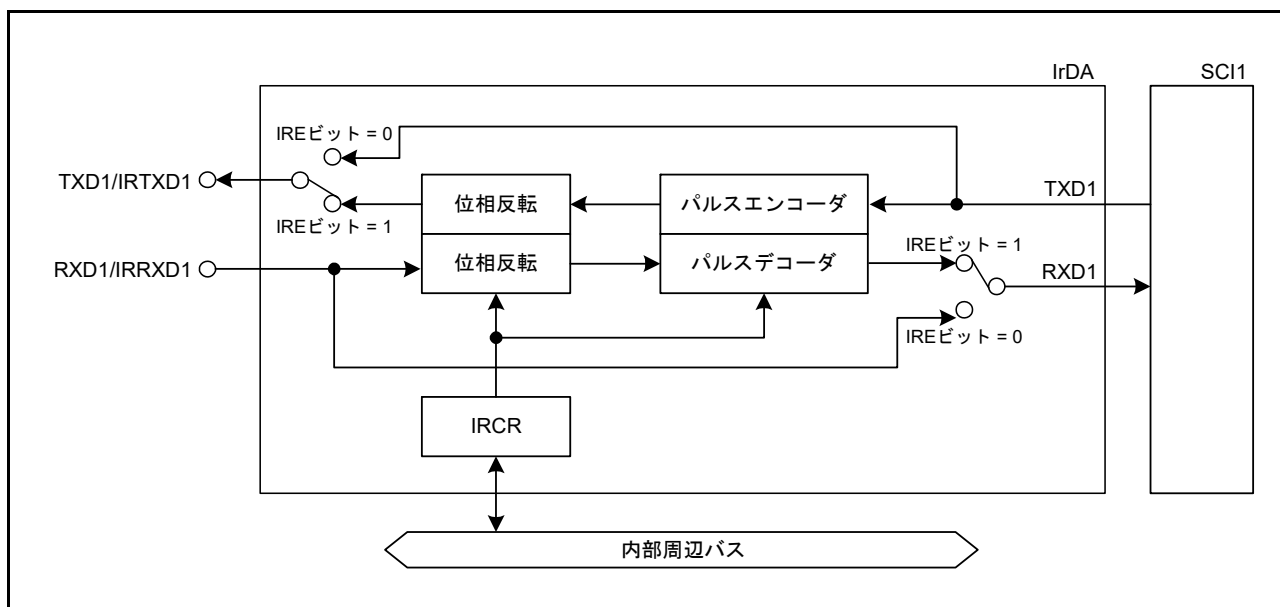 IrDA
SCI1
IREビット = 0
TXD1/IRTXD1
IREビット = 1
位相反転
パルスエンコーダ
TXD1
RXD1/IRRXD1
位相反転
パルスデコーダ
IREビット = 1
RXD1
IREビット = 0
IRCR
内部周辺バス